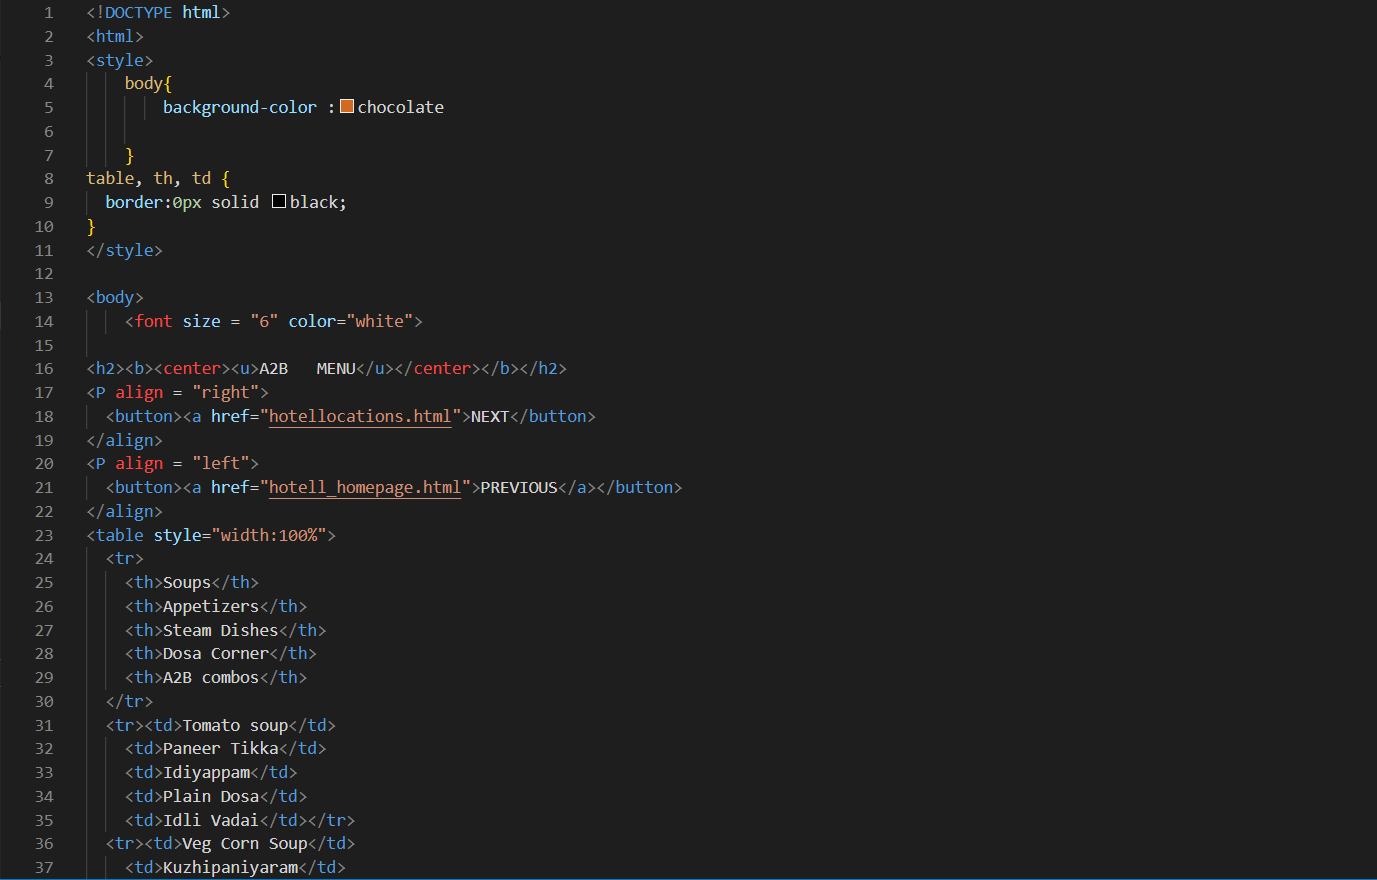 1 <!DOCTYPE html>
2 <html>
3 <style>
4     body{
5         background-color :chocolate
6
7     }
8 table, th, td {
9   border:0px solid black;
10 }
11 </style>
12
13 <body>
14     <font size = "6" color="white">
15
16 <h2><b><center><u>A2B   MENU</u></center></b></h2>
17 <P align = "right">
18   <button><a href="hotellocations.html">NEXT</button>
19 </align>
20 <P align = "left">
21   <button><a href="hotell_homepage.html">PREVIOUS</a></button>
22 </align>
23 <table style="width:100%">
24   <tr>
25     <th>Soups</th>
26     <th>Appetizers</th>
27     <th>Steam Dishes</th>
28     <th>Dosa Corner</th>
29     <th>A2B combos</th>
30   </tr>
31   <tr><td>Tomato soup</td>
32     <td>Paneer Tikka</td>
33     <td>Idiyappam</td>
34     <td>Plain Dosa</td>
35     <td>Idli Vadai</td></tr>
36   <tr><td>Veg Corn Soup</td>
37     <td>Kuzhipaniyaram</td>